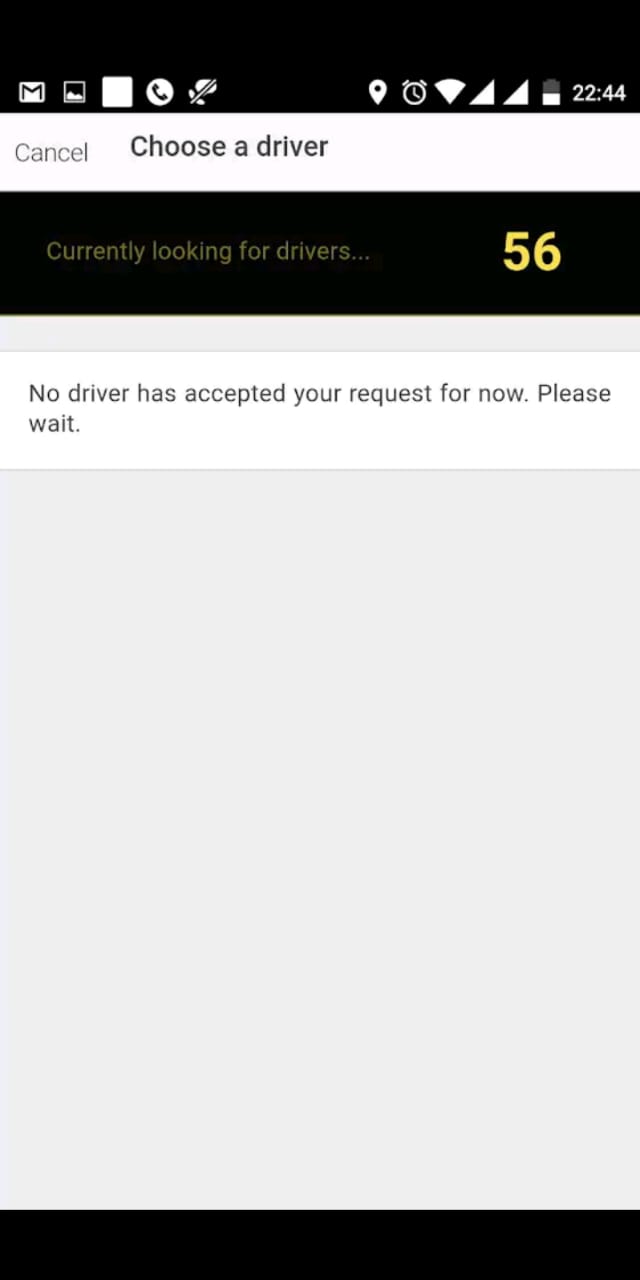 22:44
Cancel
Choose a driver
Currently looking for drivers...
56
No driver has accepted your request for now. Please
wait.